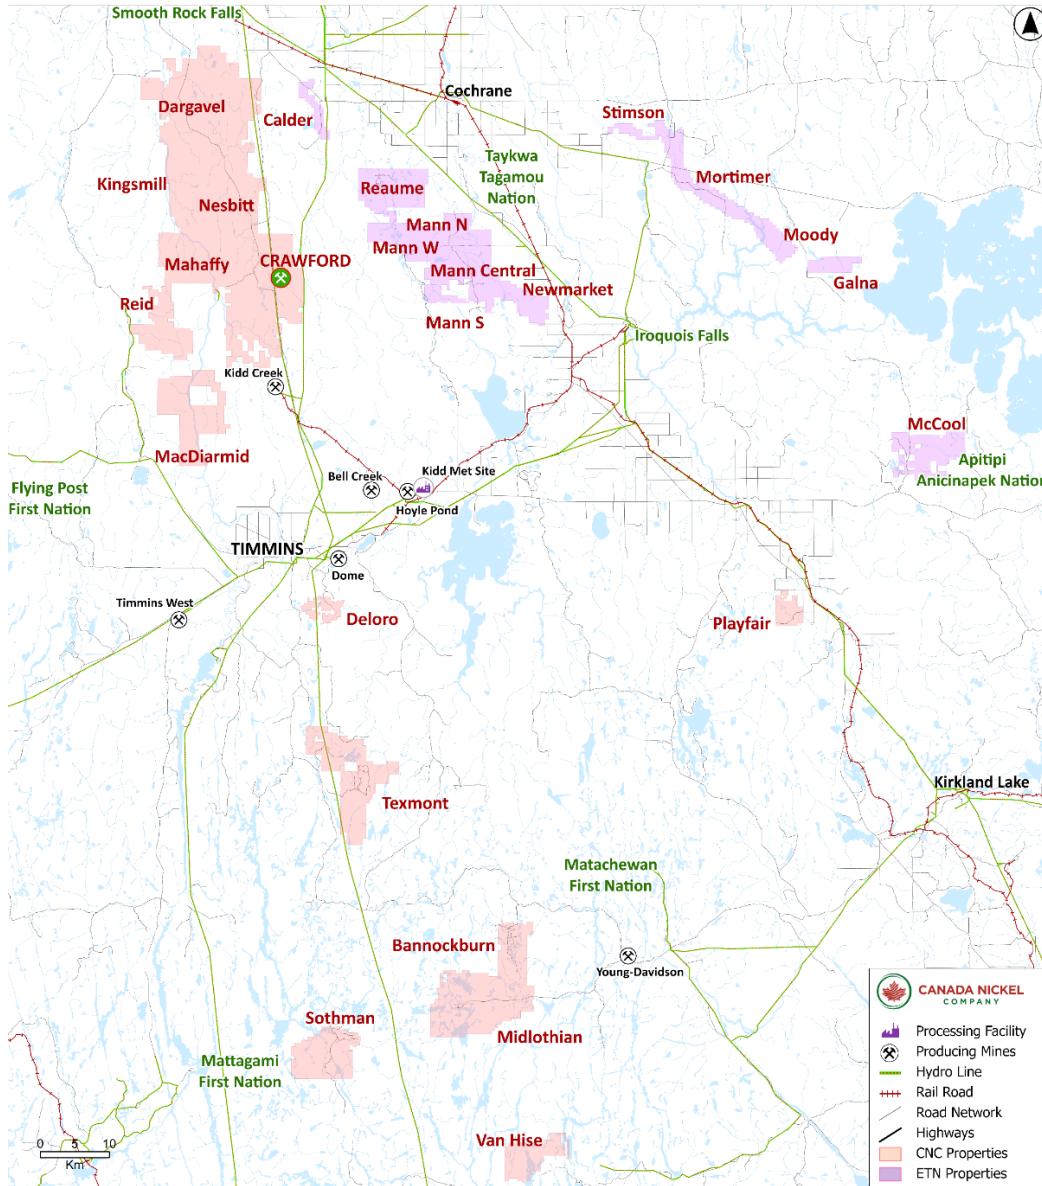 Smooth Rock Falls
Cochrane
Dargavel
Calder
Stimson
Taykwa
Tagamou
Nation
Kingsmill
Nesbitt
Reaume
Mortimer
Mann N
Mann W
Moody
Mahaffy
CRAWFORD
Mann Central
Newmarket
Galna
Reid
Mann S
Iroquois Falls
Kidd Creek
McCool
MacDiarmid
Bell Creek
Kidd Met Site
Apitipi
Anicinapek Nation
Flying Post
First Nation
Hoyle Pond
TIMMINS
Dome
Timmins West
Deloro
Playfair
Texmont
Kirkland Lake
Matachewan
First Nation
Bannockburn
Young-Davidson
Sothman
Midlothian
Mattagami
First Nation
Van Hise
0 5 10
Km
CANADA NICKEL
COMPANY
Processing Facility
Producing Mines
Hydro Line
Rail Road
Road Network
Highways
CNC Properties
ETN Properties